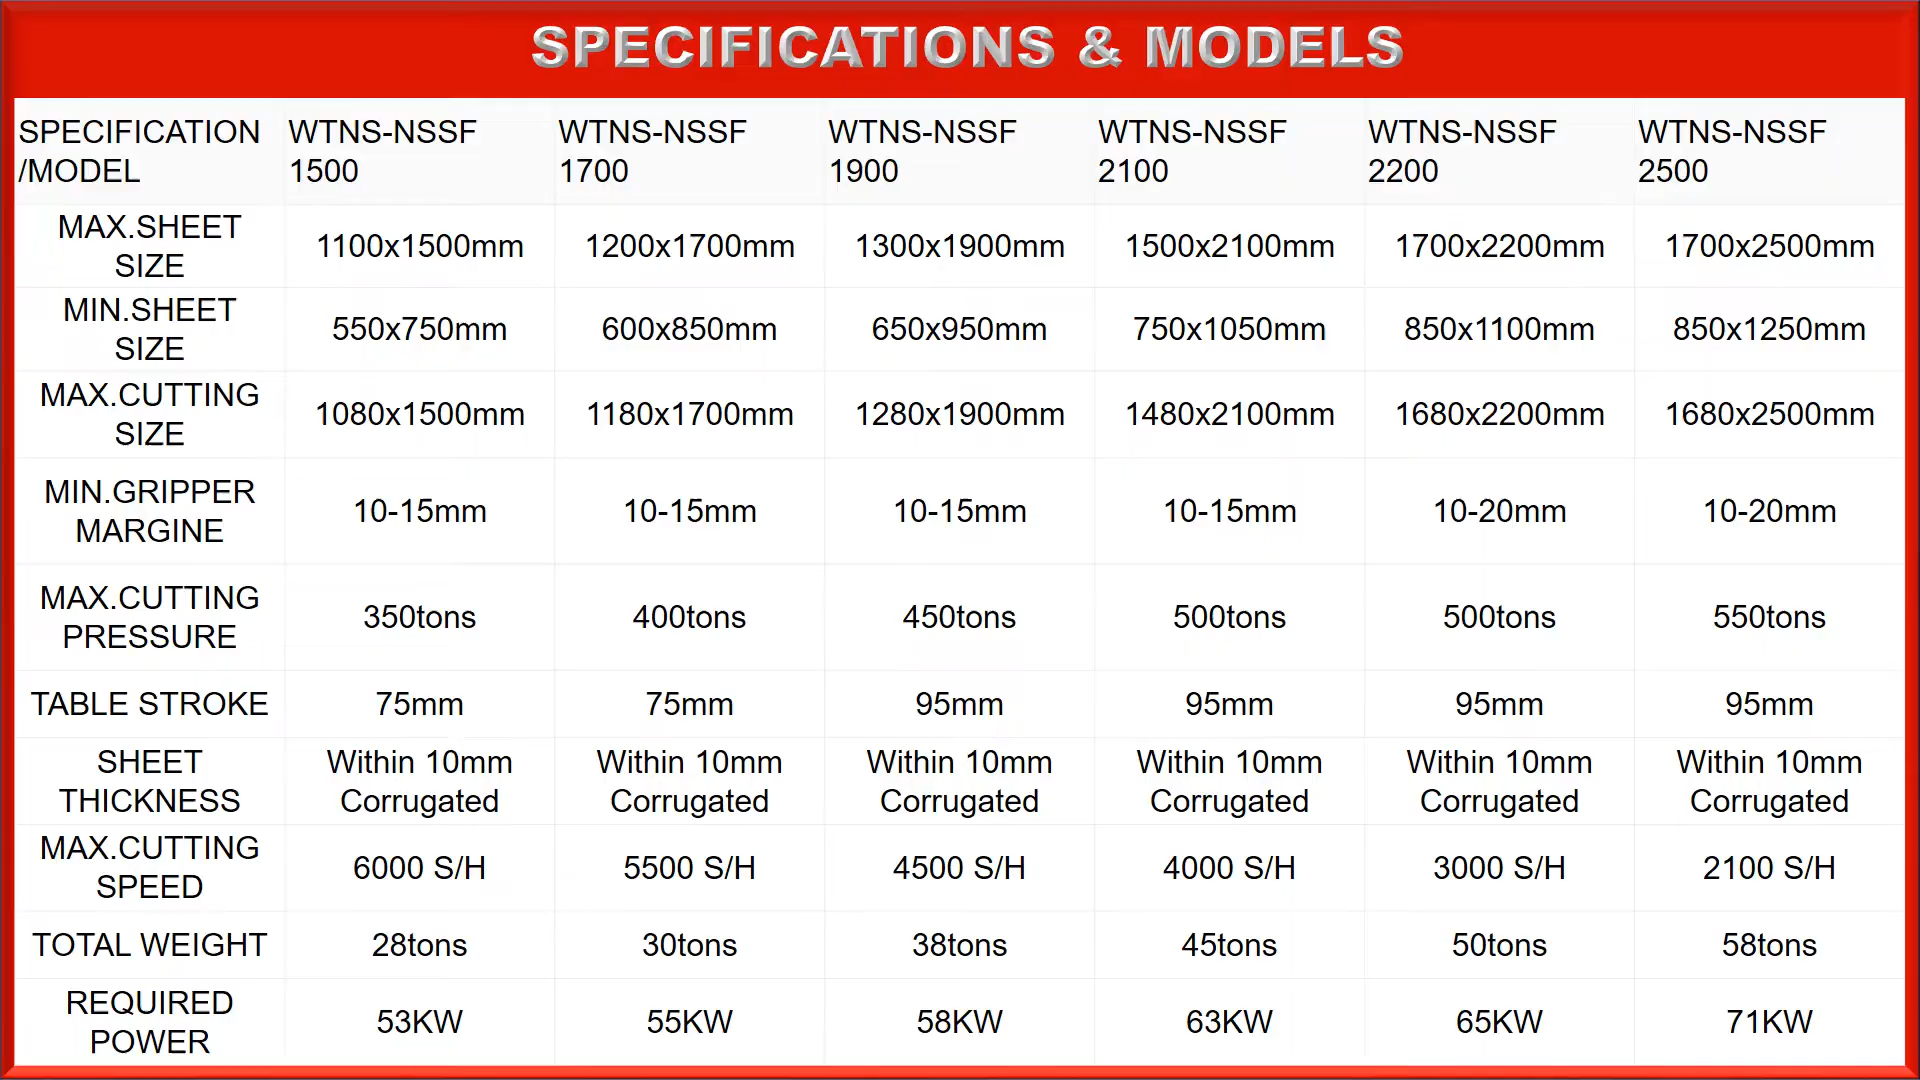 SPECIFICATIONS & MODELS
SPECIFICATION /MODEL WTNS-NSSF 1500 WTNS-NSSF 1700 WTNS-NSSF 1900 WTNS-NSSF 2100 WTNS-NSSF 2200 WTNS-NSSF 2500
MAX.SHEET SIZE 1100x1500mm 1200x1700mm 1300x1900mm 1500x2100mm 1700x2200mm 1700x2500mm
MIN.SHEET SIZE 550x750mm 600x850mm 650x950mm 750x1050mm 850x1100mm 850x1250mm
MAX.CUTTING SIZE 1080x1500mm 1180x1700mm 1280x1900mm 1480x2100mm 1680x2200mm 1680x2500mm
MIN.GRIPPER MARGINE 10-15mm 10-15mm 10-15mm 10-15mm 10-20mm 10-20mm
MAX.CUTTING PRESSURE 350tons 400tons 450tons 500tons 500tons 550tons
TABLE STROKE 75mm 75mm 95mm 95mm 95mm 95mm
SHEET THICKNESS Within 10mm Corrugated Within 10mm Corrugated Within 10mm Corrugated Within 10mm Corrugated Within 10mm Corrugated Within 10mm Corrugated
MAX.CUTTING SPEED 6000 S/H 5500 S/H 4500 S/H 4000 S/H 3000 S/H 2100 S/H
TOTAL WEIGHT 28tons 30tons 38tons 45tons 50tons 58tons
REQUIRED POWER 53KW 55KW 58KW 63KW 65KW 71KW